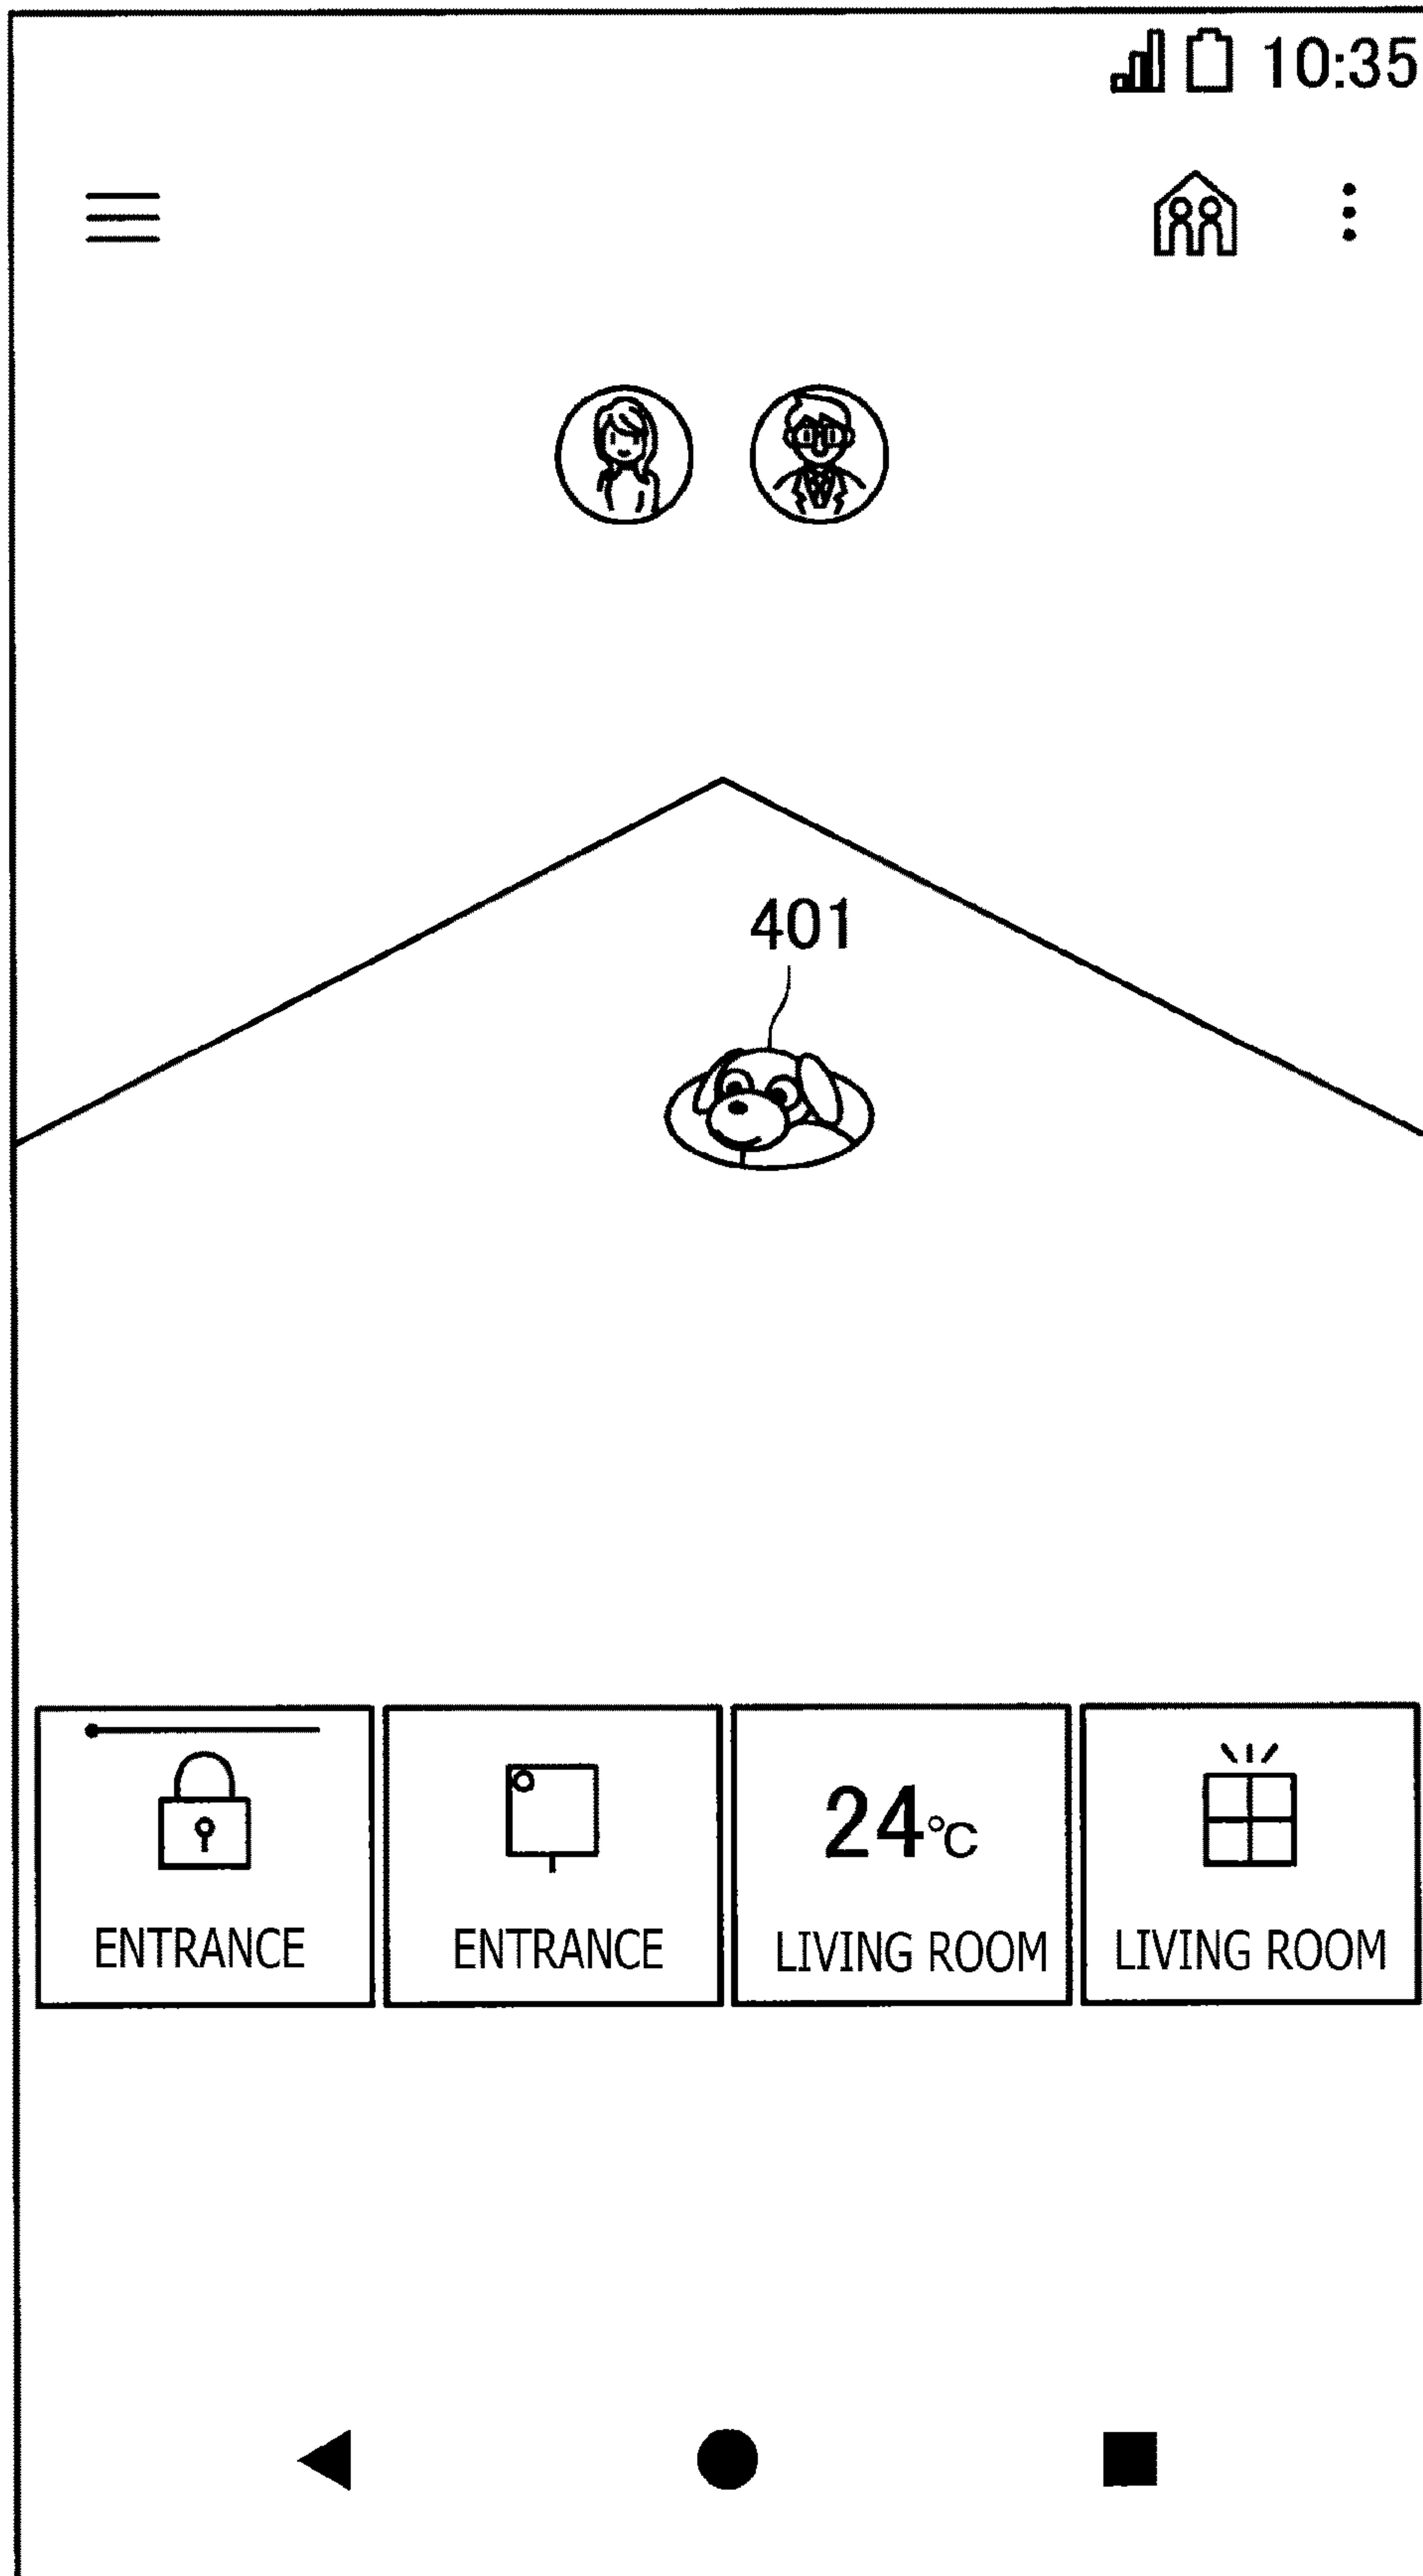 10:35
401
24°C
ENTRANCE
ENTRANCE
LIVING ROOM
LIVING ROOM